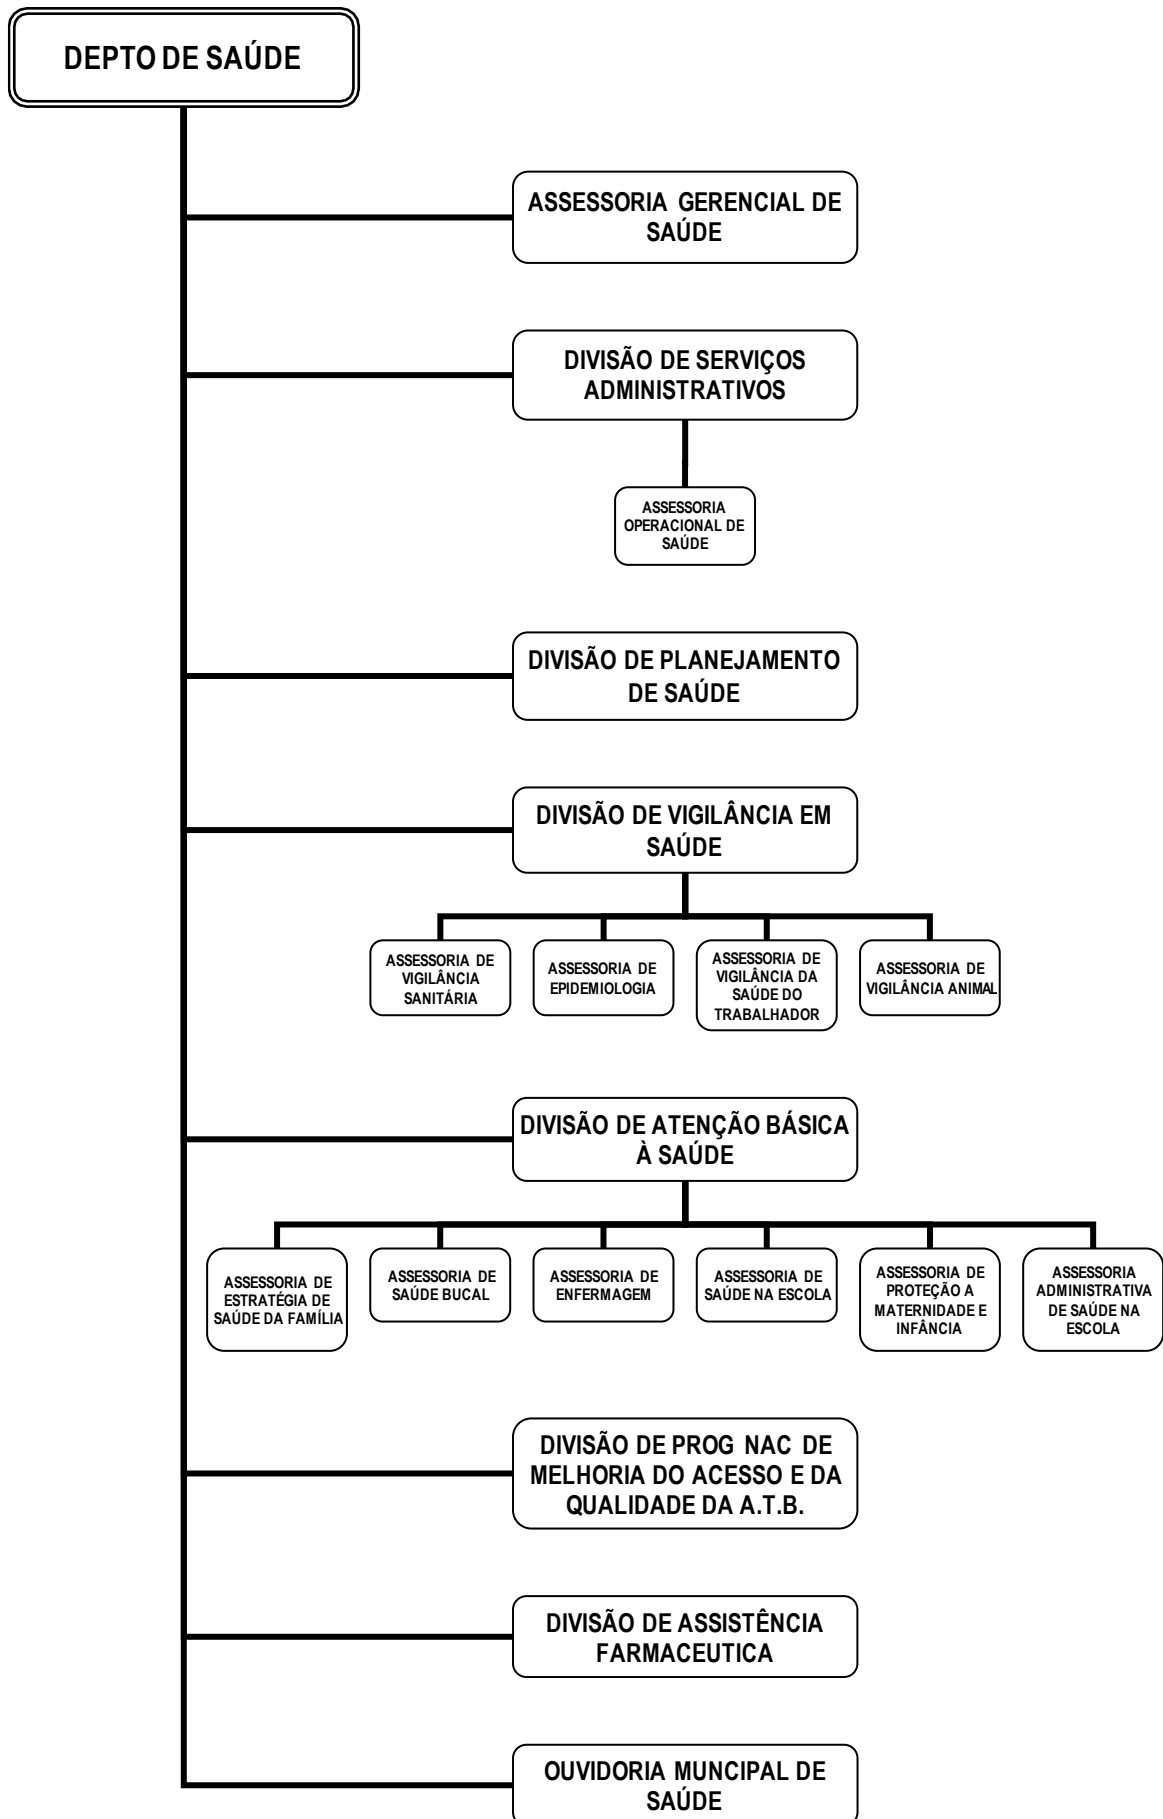 DEPTO DE SAÚDE
ASSESSORIA GERENCIAL DE
SAÚDE
DIVISÃO DE SERVIÇOS
ADMINISTRATIVOS
ASSESSORIA
OPERACIONAL DE
SAÚDE
DIVISÃO DE PLANEJAMENTO
DE SAÚDE
DIVISÃO DE VIGILÂNCIA EM
SAÚDE
ASSESSORIA DE
VIGILÂNCIA
SANITÁRIA
ASSESSORIA DE
EPIDEMIOLOGIA
ASSESSORIA DE
VIGILÂNCIA DA
SAÚDE DO
TRABALHADOR
ASSESSORIA DE
VIGILÂNCIA ANIMAL
DIVISÃO DE ATENÇÃO BÁSICA
À SAÚDE
ASSESSORIA DE
ESTRATÉGIA DE
SAÚDE DA FAMÍLIA
ASSESSORIA DE
SAÚDE BUCAL
ASSESSORIA DE
ENFERMAGEM
ASSESSORIA DE
SAÚDE NA ESCOLA
ASSESSORIA DE
PROTEÇÃO A
MATERNIDADE E
INFÂNCIA
ASSESSORIA
ADMINISTRATIVA
DE SAÚDE NA
ESCOLA
DIVISÃO DE PROG NAC DE
MELHORIA DO ACESSO E DA
QUALIDADE DA A.T.B.
DIVISÃO DE ASSISTÊNCIA
FARMACEUTICA
OUVIDORIA MUNCIPAL DE
SAÚDE